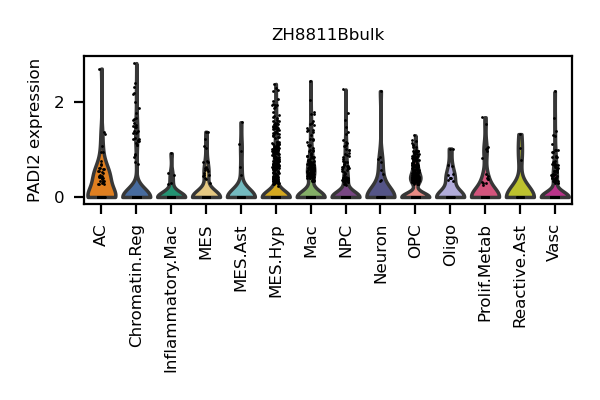 ZH8811Bbulk
PADI2 expression
2
0
AC
Chromatin.Reg
Inflammatory.Mac
MES
MES.Ast
MES.Hyp
Mac
NPC
Neuron
OPC
Oligo
Prolif.Metab
Reactive.Ast
Vasc